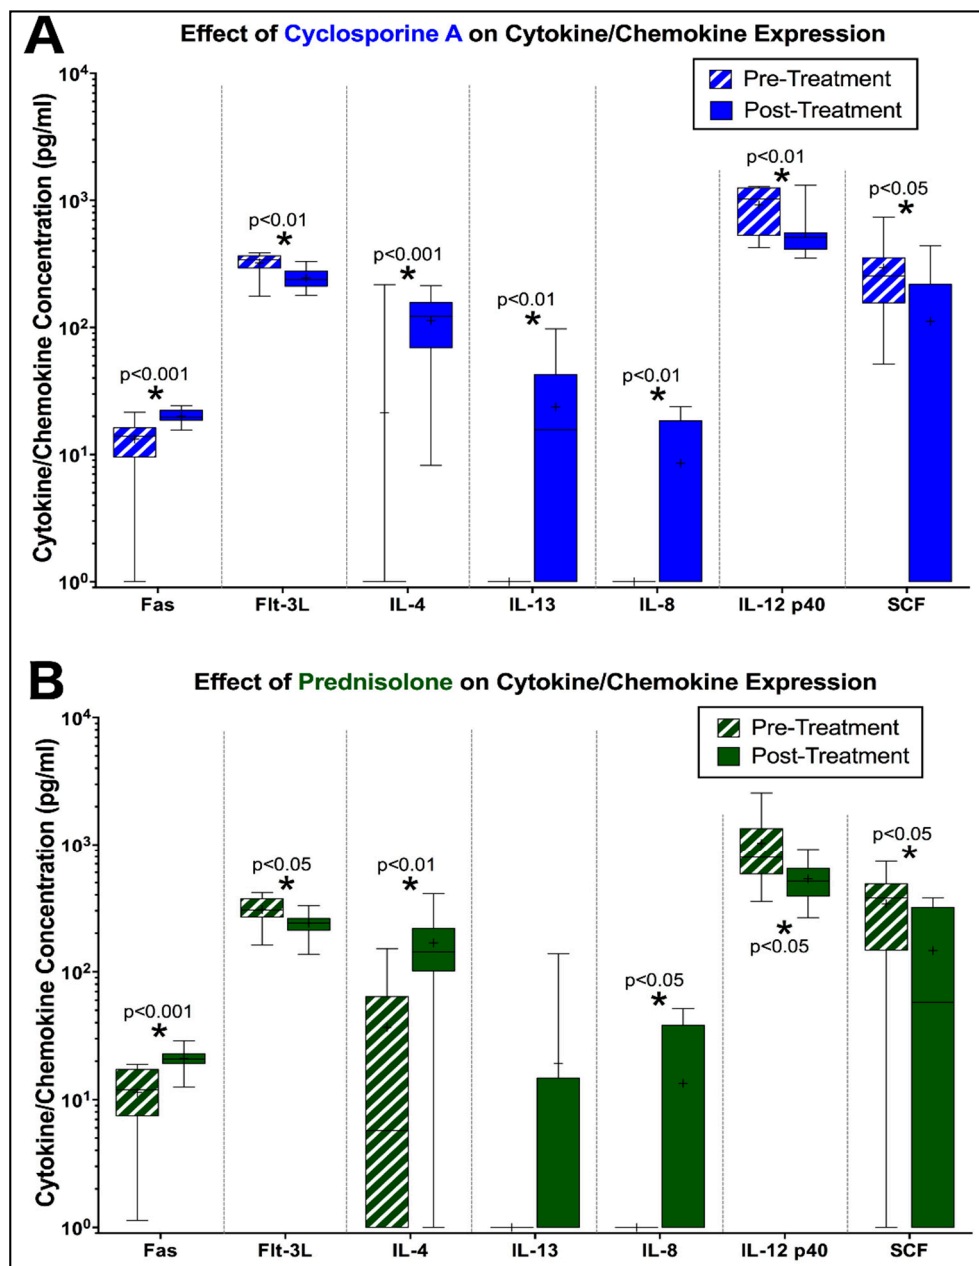 A
Effect of Cyclosporine A on Cytokine/Chemokine Expression
Cytokine/Chemokine Concentration (pg/ml)
10⁴
10³
10²
10¹
10⁰
Pre-Treatment
Post-Treatment
p<0.001
*
p<0.01
*
p<0.001
*
p<0.01
*
p<0.01
*
p<0.01
*
p<0.05
*
Fas Flt-3L IL-4 IL-13 IL-8 IL-12 p40 SCF
B
Effect of Prednisolone on Cytokine/Chemokine Expression
Cytokine/Chemokine Concentration (pg/ml)
10⁴
10³
10²
10¹
10⁰
Pre-Treatment
Post-Treatment
p<0.001
*
p<0.05
*
p<0.01
*
p<0.05
*
*
p<0.05
p<0.05
*
Fas Flt-3L IL-4 IL-13 IL-8 IL-12 p40 SCF